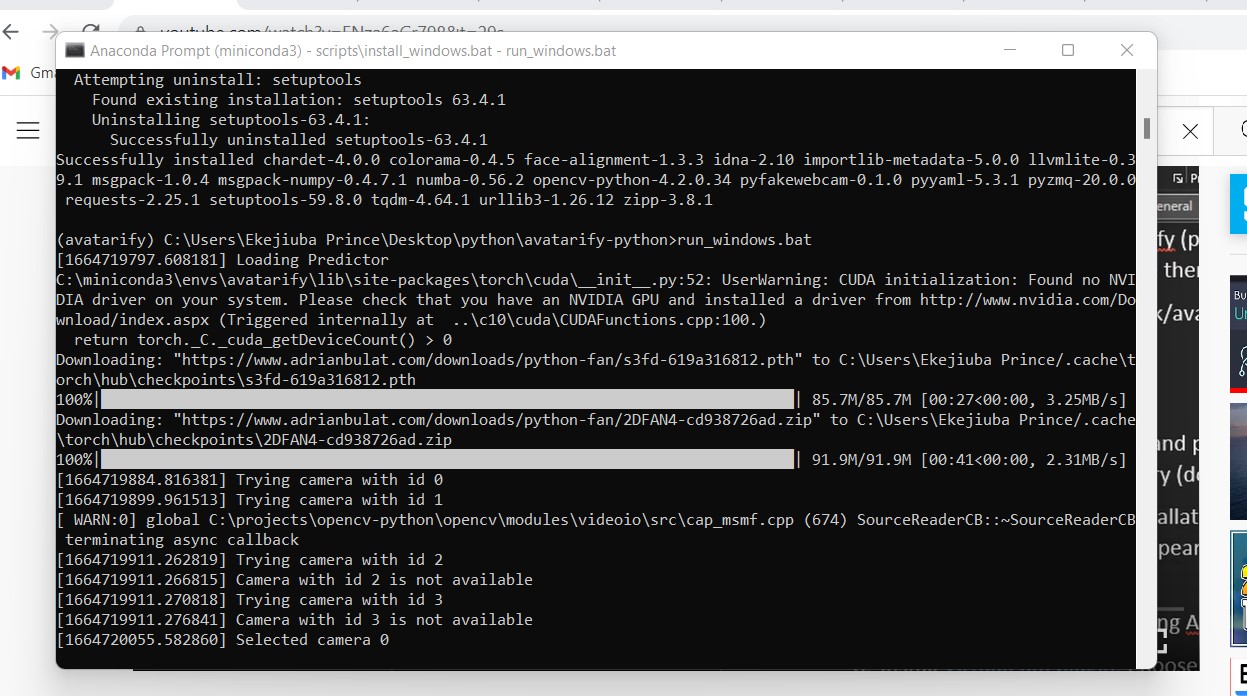 youtube.com/watch?v=
Anaconda Prompt (miniconda3) - scripts\install_windows.bat - run_windows.bat
Gm
Attempting uninstall: setuptools
Found existing installation: setuptools 63.4.1
Uninstalling setuptools-63.4.1:
Successfully uninstalled setuptools-63.4.1
Successfully installed chardet-4.0.0 colorama-0.4.5 face-alignment-1.3.3 idna-2.10 importlib-metadata-5.0.0 llvmlite-0.3
9.1 msgpack-1.0.4 msgpack-numpy-0.4.7.1 numba-0.56.2 opencv-python-4.2.0.34 pyfakewebcam-0.1.0 pyyaml-5.3.1 pyzmq-20.0.0
requests-2.25.1 setuptools-59.8.0 tqdm-4.64.1 urllib3-1.26.12 zipp-3.8.1
(avatarify) C:\Users\Ekejiuba Prince\Desktop\python\avatarify-python>run_windows.bat
[1664719797.608181] Loading Predictor
C:\miniconda3\envs\avatarify\lib\site-packages\torch\cuda\__init__.py:52: UserWarning: CUDA initialization: Found no NVI
DIA driver on your system. Please check that you have an NVIDIA GPU and installed a driver from http://www.nvidia.com/Do
wnload/index.aspx (Triggered internally at  ..\c10\cuda\CUDAFunctions.cpp:100.)
return torch._C._cuda_getDeviceCount() > 0
Downloading: "https://www.adrianbulat.com/downloads/python-fan/s3fd-619a316812.pth" to C:\Users\Ekejiuba Prince/.cache\t
orch\hub\checkpoints\s3fd-619a316812.pth
100%| | 85.7M/85.7M [00:27<00:00, 3.25MB/s]
Downloading: "https://www.adrianbulat.com/downloads/python-fan/2DFAN4-cd938726ad.zip" to C:\Users\Ekejiuba Prince/.cache
\torch\hub\checkpoints\2DFAN4-cd938726ad.zip
100%| | 91.9M/91.9M [00:41<00:00, 2.31MB/s]
[1664719884.816381] Trying camera with id 0
[1664719899.961513] Trying camera with id 1
[ WARN:0] global C:\projects\opencv-python\opencv\modules\videoio\src\cap_msmf.cpp (674) SourceReaderCB::~SourceReaderCB
terminating async callback
[1664719911.262819] Trying camera with id 2
[1664719911.266815] Camera with id 2 is not available
[1664719911.270818] Trying camera with id 3
[1664719911.276841] Camera with id 3 is not available
[1664720055.582860] Selected camera 0
eneral
fy (p
ther
k/ava
and p
allat
pear
ng A